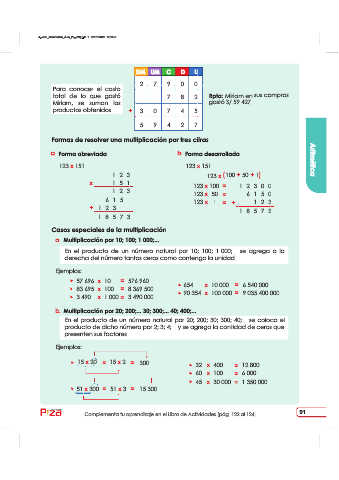 DM UM C D U
Para conocer el costo
total de lo que gastó
Miriam, se suman los
productos obtenidos
2 7 9 0 0
7 8 2
+ 3 0 7 4 5
5 9 4 2 7
Rpta: Miriam en sus compras
gastó S/ 59 427
Formas de resolver una multiplicación por tres cifras
a Forma abreviada
123 x 151
1 2 3
x 1 5 1
1 2 3
6 1 5
+ 1 2 3
1 8 5 7 3
b Forma desarrollada
123 x 151
123 x (100 + 50 + 1)
123 x 100 = 1 2 3 0 0
123 x 50 = 6 1 5 0
123 x 1 = + 1 2 3
1 8 5 7 3
Aritmética
Casos especiales de la multiplicación
a Multiplicación por 10; 100; 1 000;...
En el producto de un número natural por 10; 100; 1 000; se agrega a la
derecha del número tantos ceros como contenga la unidad
Ejemplos:
• 57 696 x 10 = 576 960
• 83 695 x 100 = 8 369 500
• 3 490 x 1 000 = 3 490 000
• 654 x 10 000 = 6 540 000
• 90 354 x 100 000 = 9 035 400 000
b. Multiplicación por 20; 200;... 30; 300;... 40; 400;...
En el producto de un número natural por 20; 200; 30; 300; 40; se coloca el
producto de dicho número por 2; 3; 4; y se agrega la cantidad de ceros que
presenten sus factores
Ejemplos:
• 15 x 20 = 15 x 2 = 300
• 51 x 300 = 51 x 3 = 15 300
• 32 x 400 = 12 800
• 60 x 100 = 6 000
• 45 x 30 000 = 1 350 000
Complementa tu aprendizaje en el Libro de Actividades (pág. 122 al 124)
91